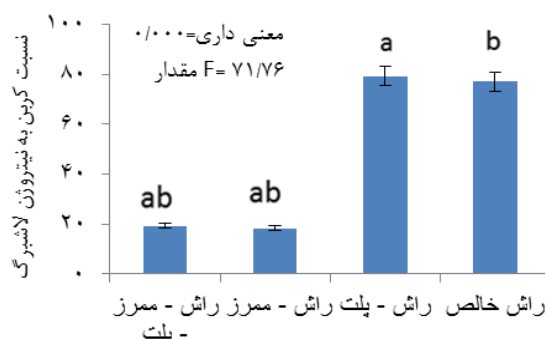 نسبت کربن به نیتروژن لاشبرگ
۱۰۰
۸۰
۶۰
۴۰
۲۰
۰
معنی داری=۰/۰۰۰
مقدار F= ۷۱/۷۶
ab
ab
a
b
راش - ممرز - پلت
راش - ممرز
راش - پلت
راش خالص